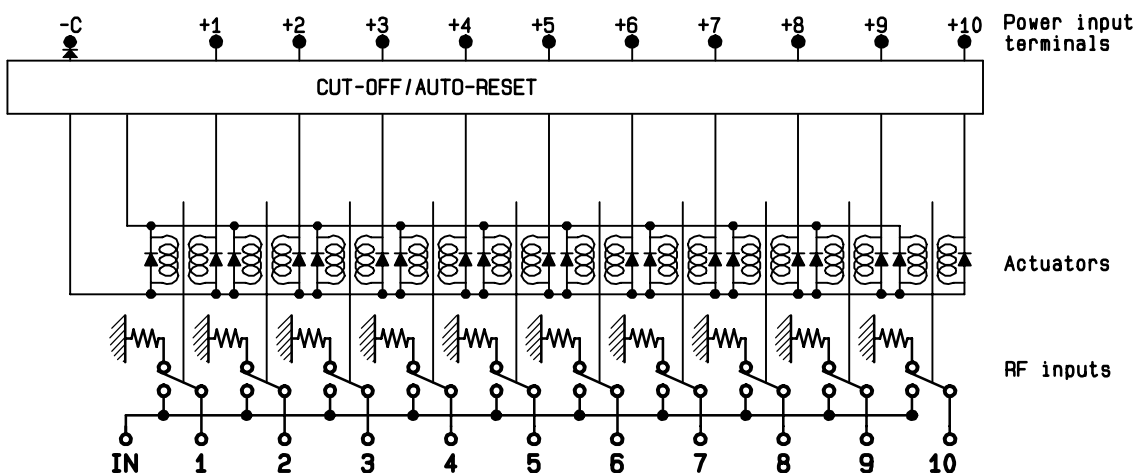 -C +1 +2 +3 +4 +5 +6 +7 +8 +9 +10 Power input
terminals
CUT-OFF/AUTO-RESET
Actuators
RF inputs
IN 1 2 3 4 5 6 7 8 9 10